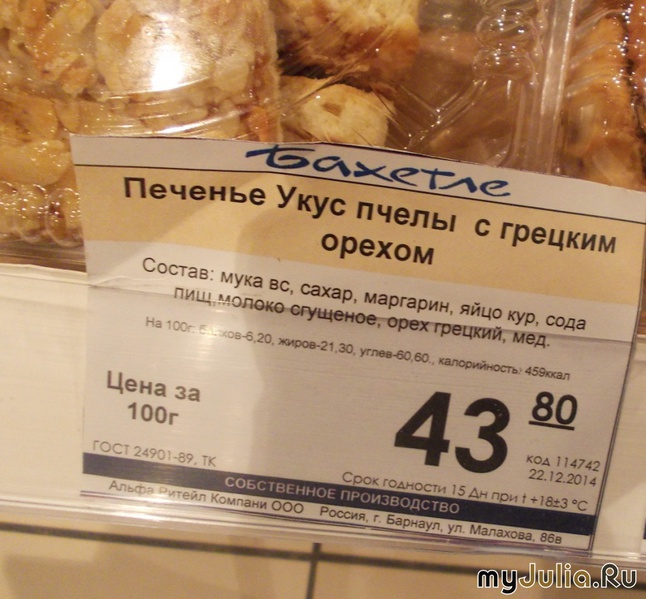 Бахетле
Печенье Укус пчелы с грецким
орехом
Состав: мука вс, сахар, маргарин, яйцо кур, сода
пищ,молоко сгущеное, орех грецкий, мед.
На 100г: белков-6,20, жиров-21,30, углев-60,60., калорийность: 459ккал
Цена за
100г
43 80
ГОСТ 24901-89, ТК
код 114742
22.12.2014
Срок годности 15 Дн при t +18±3 °C
СОБСТВЕННОЕ ПРОИЗВОДСТВО
Альфа Ритейл Компани ООО Россия, г. Барнаул, ул. Малахова, 86в
myJulia.Ru